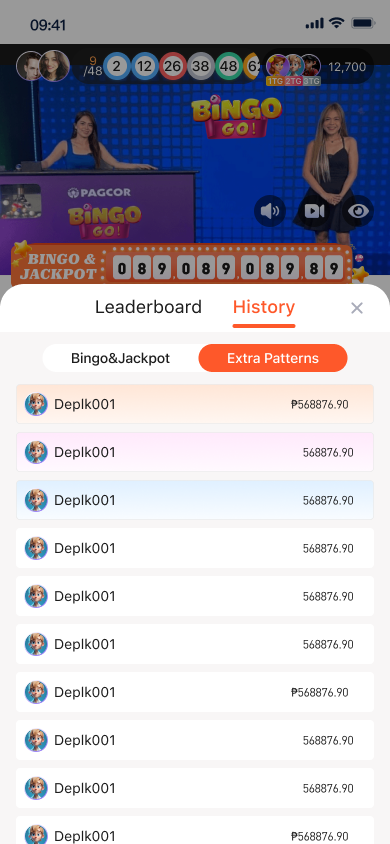 09:41
9
/48
2
12
26
38
48
1TG
2TG
3TG
12,700
BINGO
GO!
PAGCOR
BINGO
GO!
BINGO &
JACKPOT
089,089,089.89
Leaderboard
History
Bingo&Jackpot
Extra Patterns
Deplk001
₱568876.90
Deplk001
568876.90
Deplk001
568876.90
Deplk001
568876.90
Deplk001
568876.90
Deplk001
568876.90
Deplk001
₱568876.90
Deplk001
568876.90
Deplk001
568876.90
Deplk001
₱568876.90